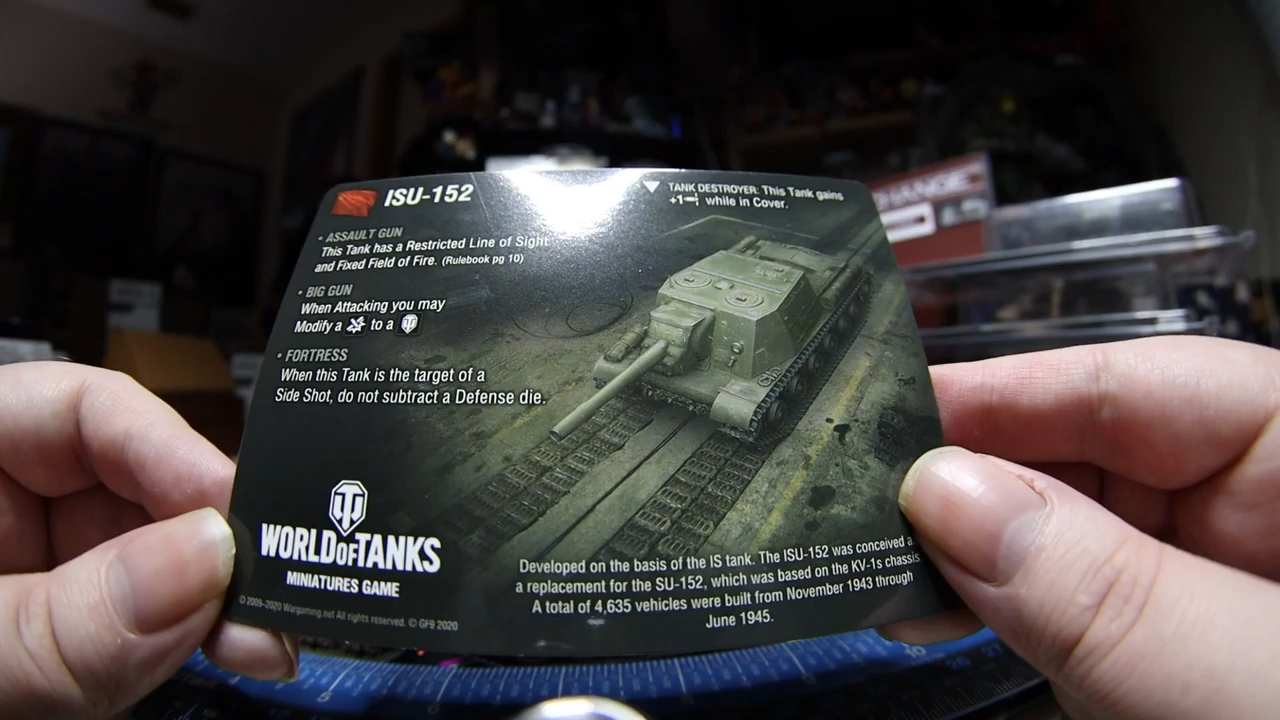 ISU-152
TANK DESTROYER: This Tank gains
+1 while in Cover.
• ASSAULT GUN
This Tank has a Restricted Line of Sight
and Fixed Field of Fire. (Rulebook pg 10)
• BIG GUN
When Attacking you may
Modify a to a
• FORTRESS
When this Tank is the target of a
Side Shot, do not subtract a Defense die.
WORLD OF TANKS
MINIATURES GAME
© 2009-2020 Wargaming.net All rights reserved. © GF9 2020
Developed on the basis of the IS tank. The ISU-152 was conceived
a replacement for the SU-152, which was based on the KV-1s chassis
A total of 4,635 vehicles were built from November 1943 through
June 1945.
HANGE